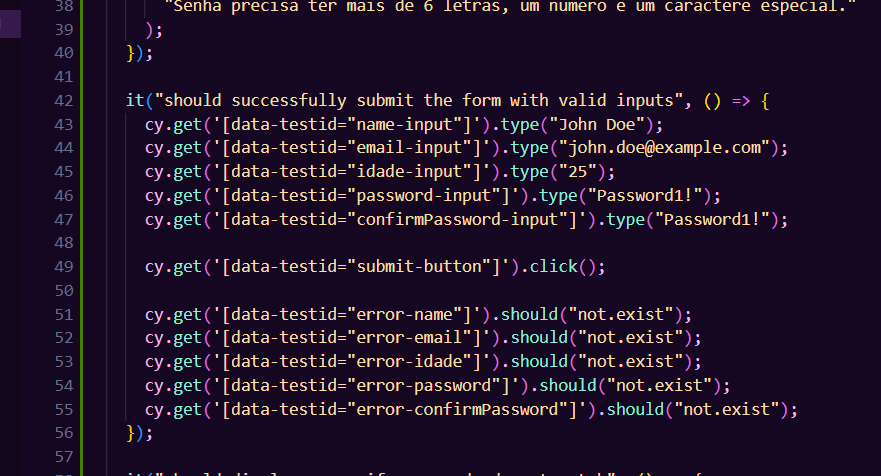 38 "Senha precisa ter mais de 6 letras, um numero e um caractere especial."
39 );
40 });
41
42 it("should successfully submit the form with valid inputs", () => {
43 cy.get('[data-testid="name-input"]').type("John Doe");
44 cy.get('[data-testid="email-input"]').type("john.doe@example.com");
45 cy.get('[data-testid="idade-input"]').type("25");
46 cy.get('[data-testid="password-input"]').type("Password1!");
47 cy.get('[data-testid="confirmPassword-input"]').type("Password1!");
48
49 cy.get('[data-testid="submit-button"]').click();
50
51 cy.get('[data-testid="error-name"]').should("not.exist");
52 cy.get('[data-testid="error-email"]').should("not.exist");
53 cy.get('[data-testid="error-idade"]').should("not.exist");
54 cy.get('[data-testid="error-password"]').should("not.exist");
55 cy.get('[data-testid="error-confirmPassword"]').should("not.exist");
56 });
57